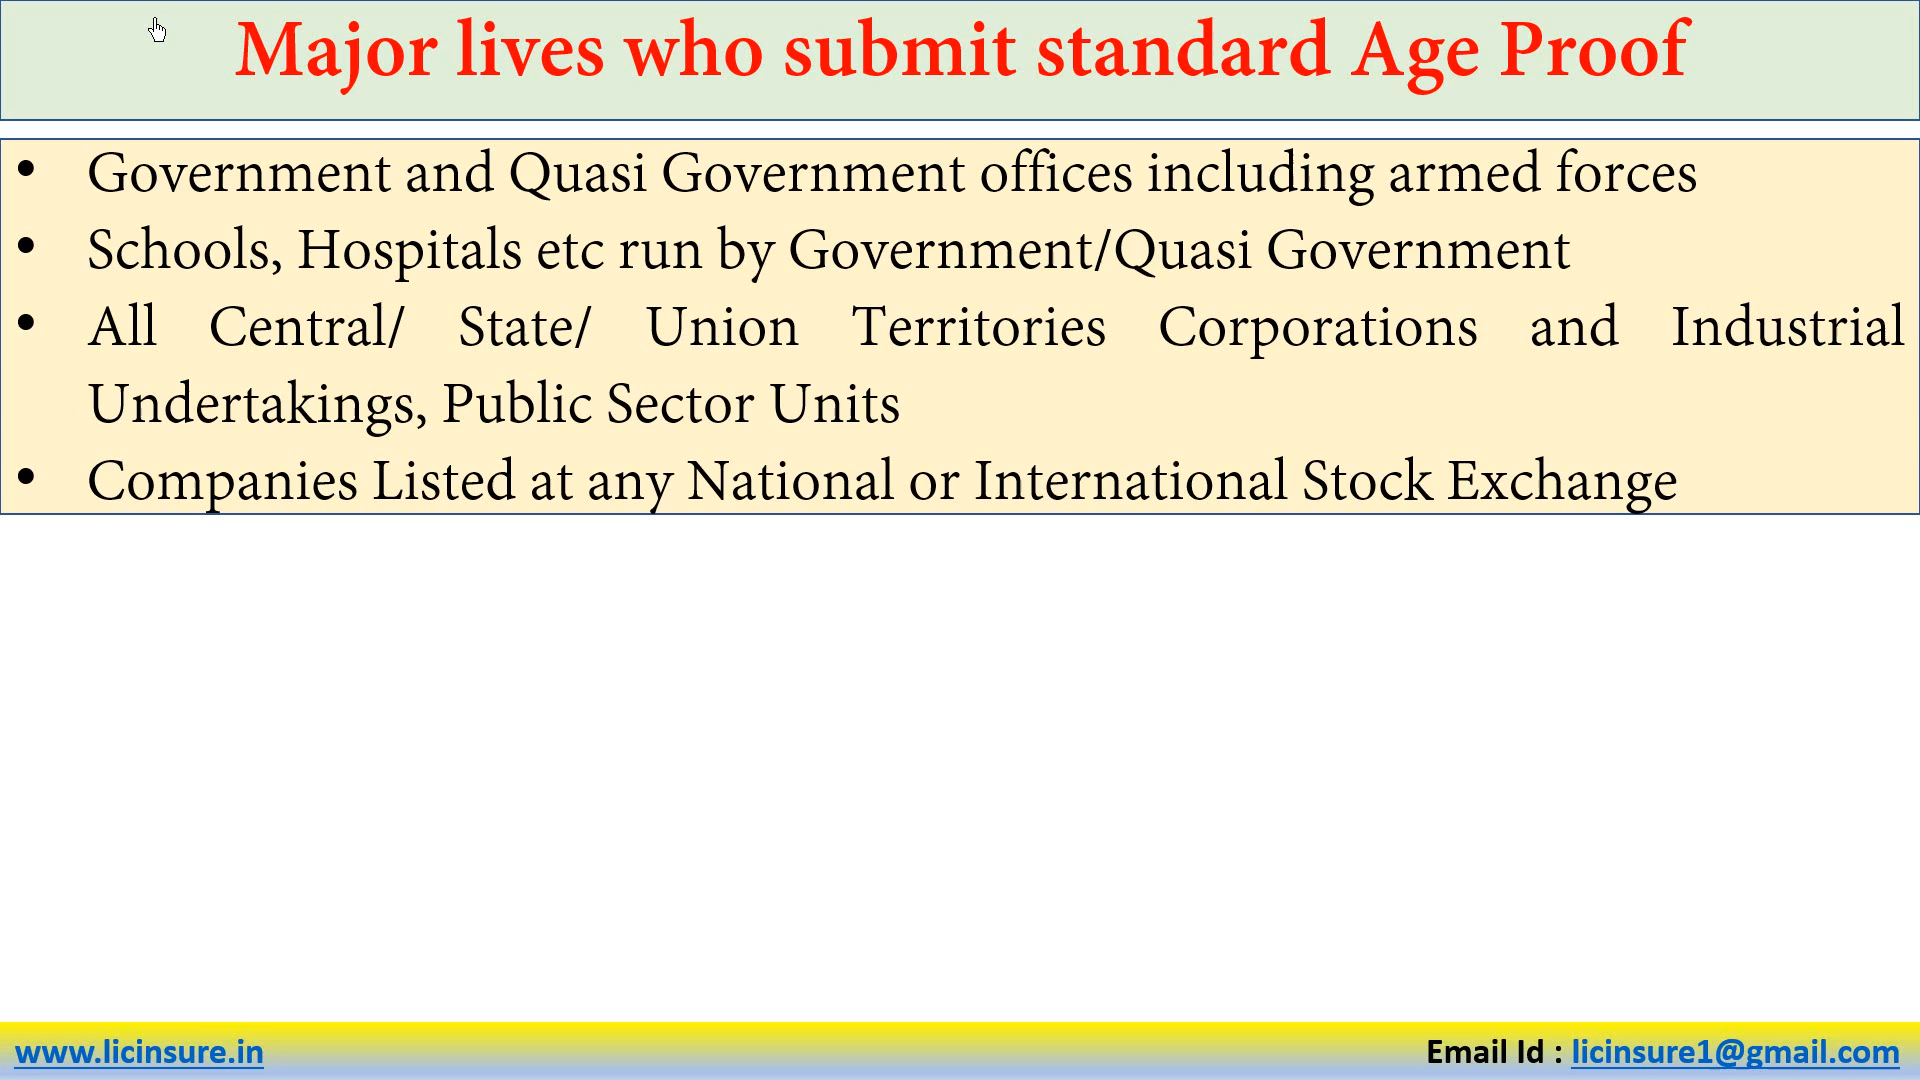 Major lives who submit standard Age Proof
• Government and Quasi Government offices including armed forces
• Schools, Hospitals etc run by Government/Quasi Government
• All Central/ State/ Union Territories Corporations and Industrial
Undertakings, Public Sector Units
• Companies Listed at any National or International Stock Exchange
www.licinsure.in
Email Id : licinsure1@gmail.com